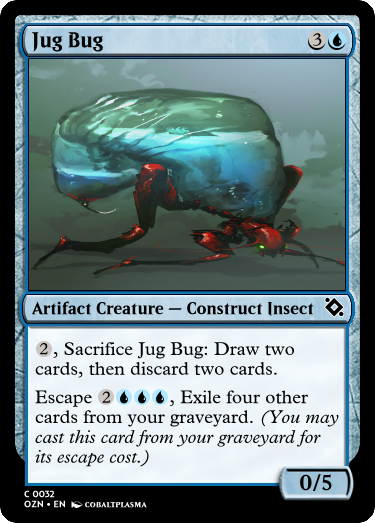 Jug Bug 3
Artifact Creature — Construct Insect
2, Sacrifice Jug Bug: Draw two
cards, then discard two cards.
Escape 2, Exile four other
cards from your graveyard. (You may
cast this card from your graveyard for
its escape cost.)
0/5
C 0032
OZN • EN COBALTPLASMA